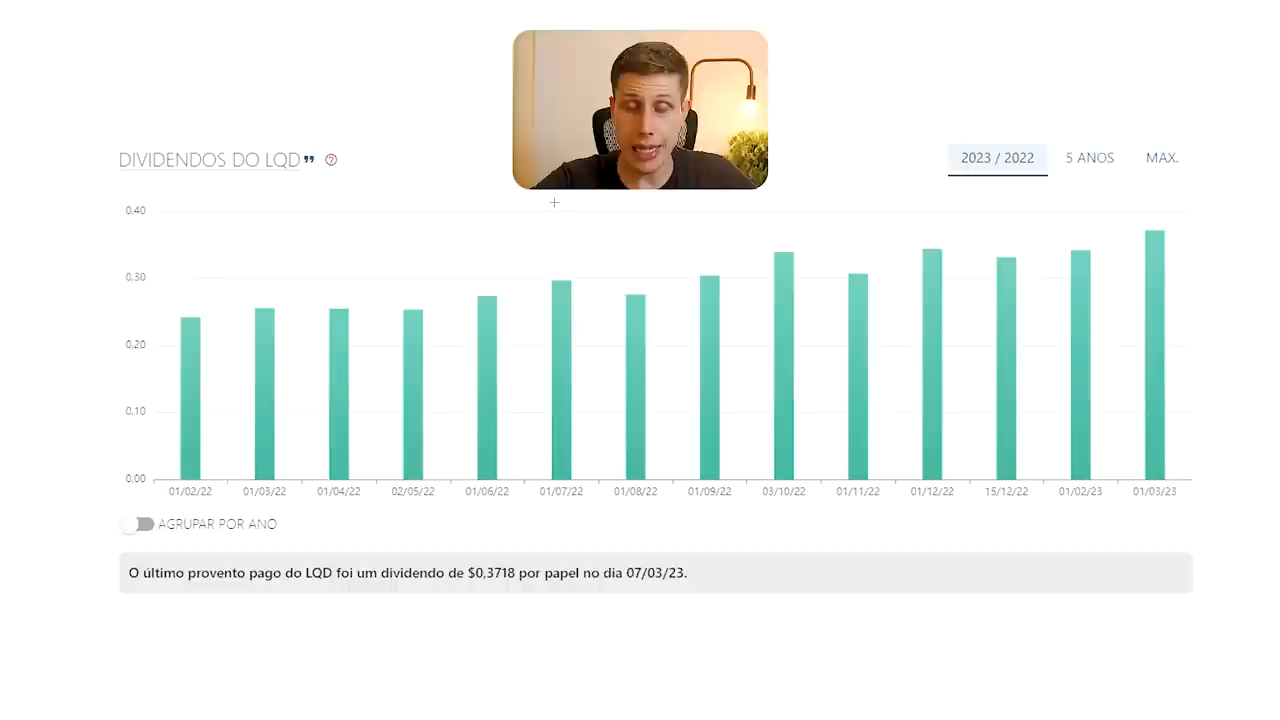 DIVIDENDOS DO LQD ” ?
2023 / 2022 5 ANOS MAX.
0.40
0.30
0.20
0.10
0.00
01/02/22 01/03/22 01/04/22 02/05/22 01/06/22 01/07/22 01/08/22 01/09/22 03/10/22 01/11/22 01/12/22 15/12/22 01/02/23 01/03/23
AGRUPAR POR ANO
O último provento pago do LQD foi um dividendo de $0,3718 por papel no dia 07/03/23.